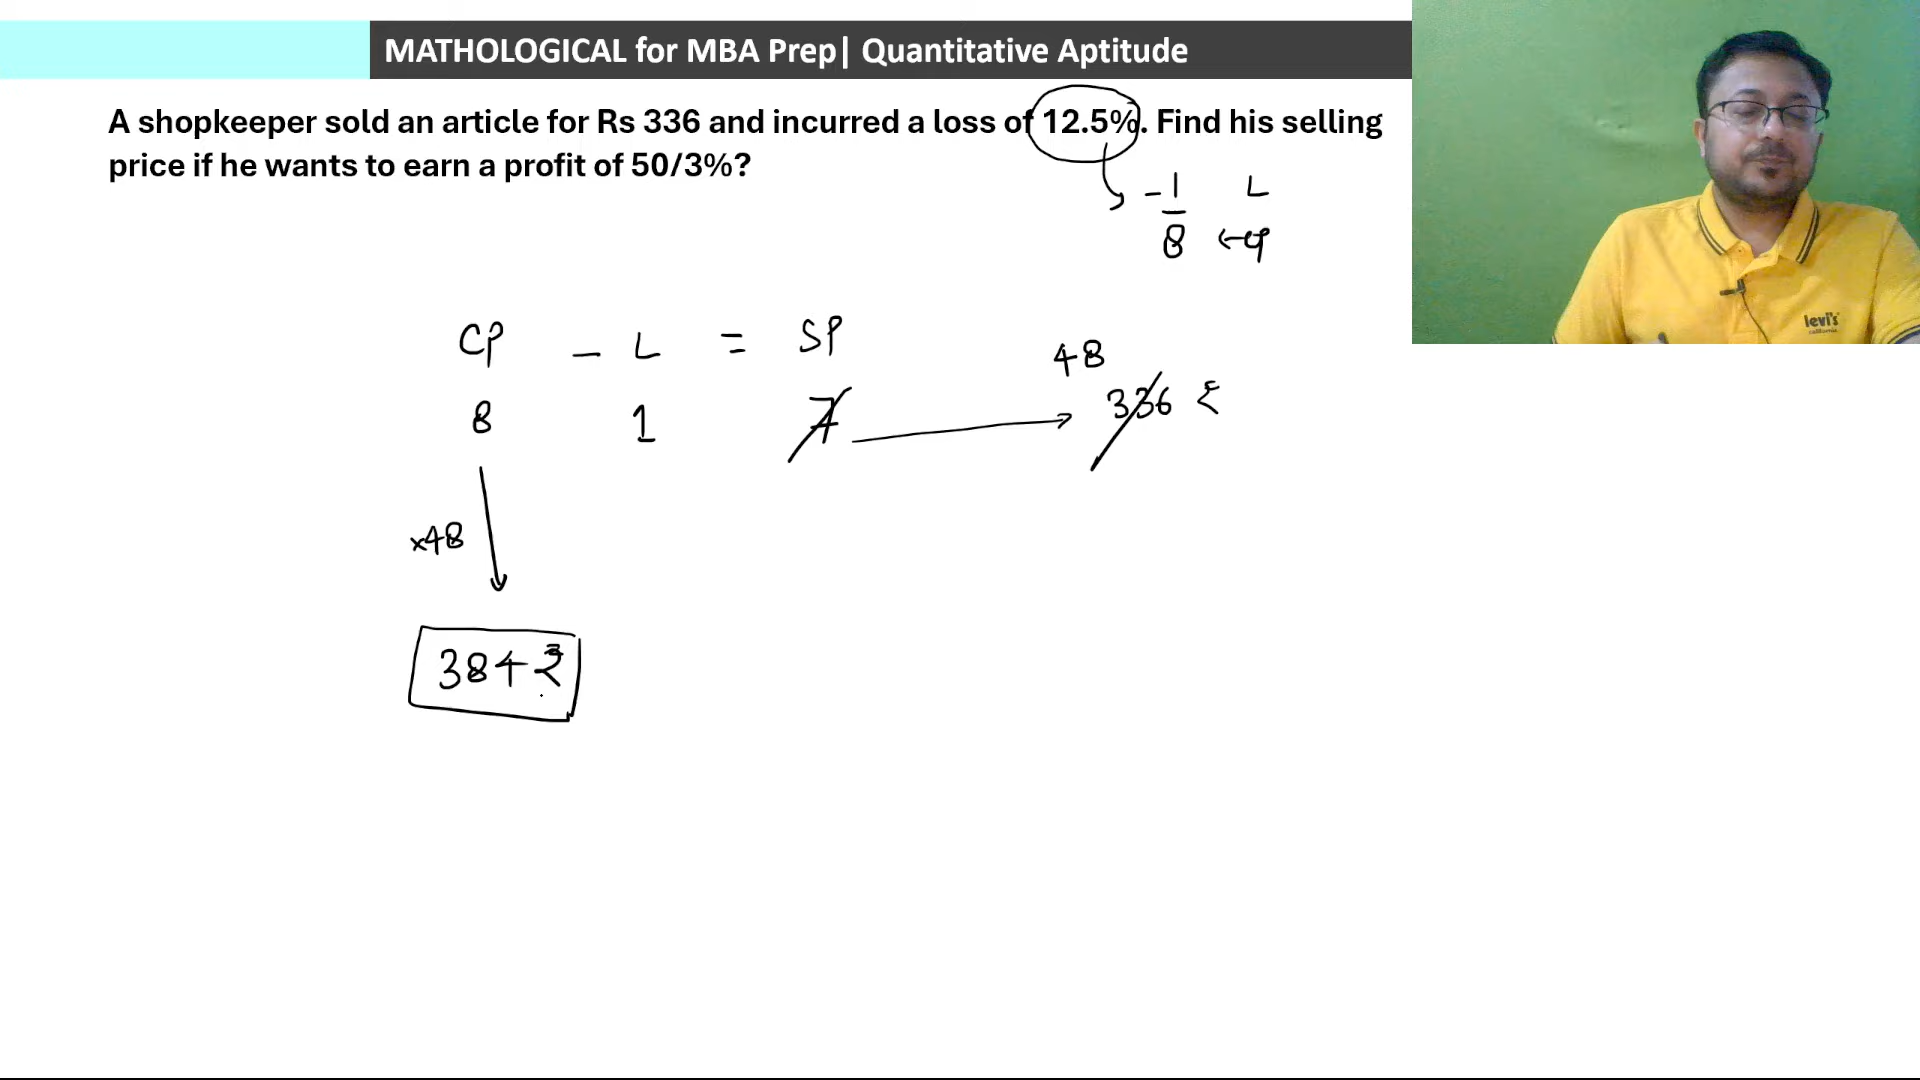 MATHOLOGICAL for MBA Prep| Quantitative Aptitude
A shopkeeper sold an article for Rs 336 and incurred a loss of 12.5%. Find his selling
price if he wants to earn a profit of 50/3%?
-1 L
8 ← CP
CP - L = SP
48
8 1 7 → 336 ₹
×48
384 ₹
levi's
california